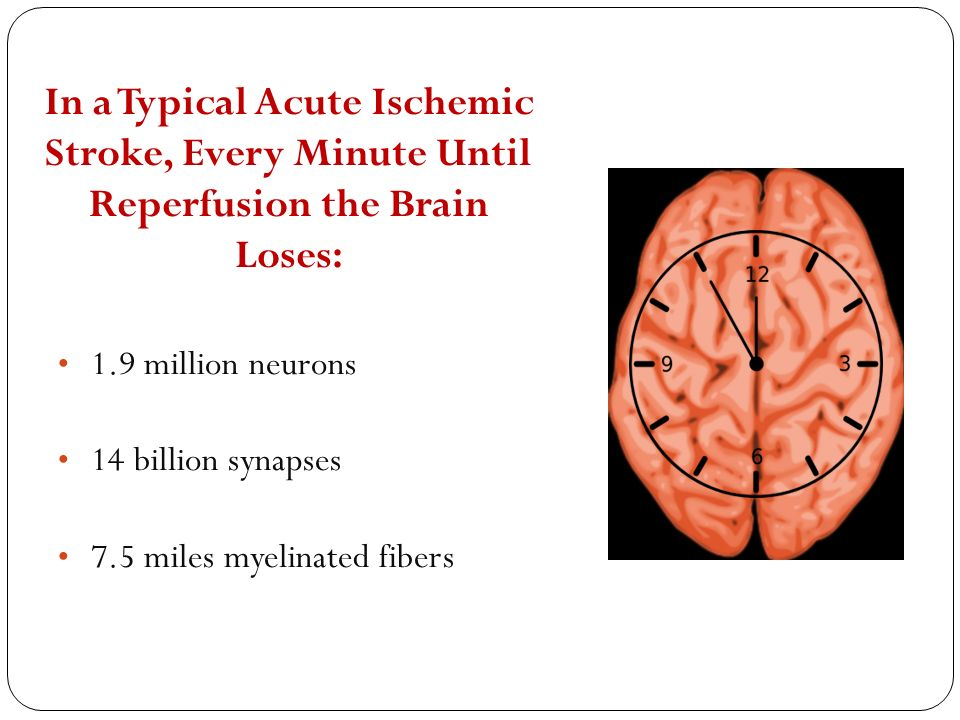 In a Typical Acute Ischemic
Stroke, Every Minute Until
Reperfusion the Brain
Loses:
• 1.9 million neurons
• 14 billion synapses
• 7.5 miles myelinated fibers
12
9
3
6